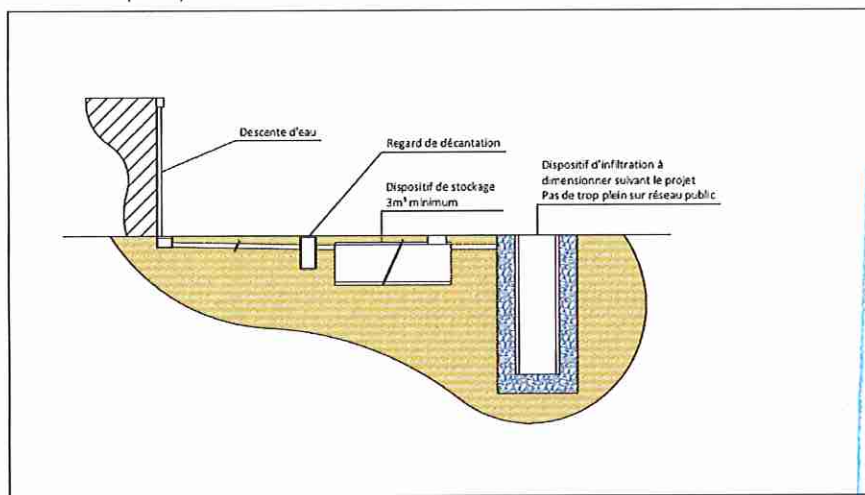 Descente d'eau
Regard de décantation
Dispositif de stockage
3m³ minimum
Dispositif d'infiltration à
dimensionner suivant le projet
Pas de trop plein sur réseau public